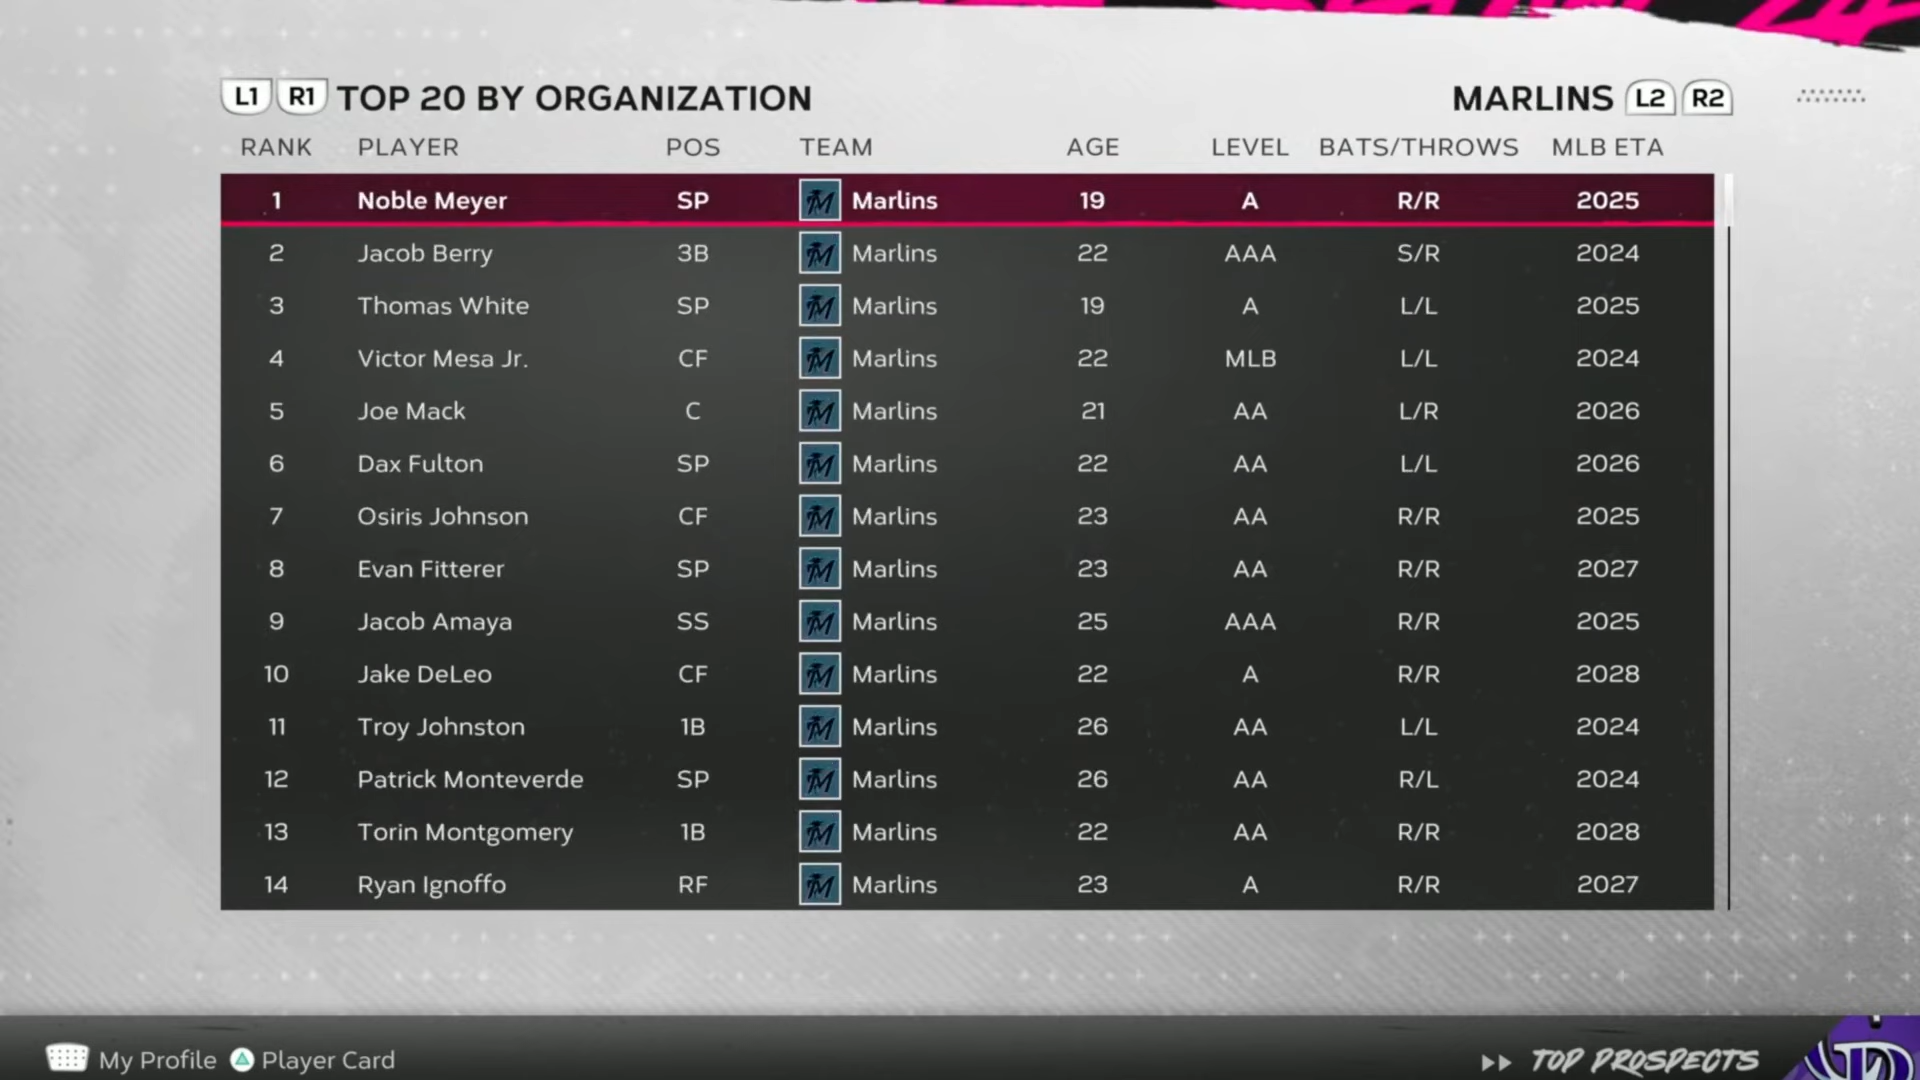 L1 R1 TOP 20 BY ORGANIZATION MARLINS L2 R2
RANK PLAYER POS TEAM AGE LEVEL BATS/THROWS MLB ETA
1 Noble Meyer SP Marlins 19 A R/R 2025
2 Jacob Berry 3B Marlins 22 AAA S/R 2024
3 Thomas White SP Marlins 19 A L/L 2025
4 Victor Mesa Jr. CF Marlins 22 MLB L/L 2024
5 Joe Mack C Marlins 21 AA L/R 2026
6 Dax Fulton SP Marlins 22 AA L/L 2026
7 Osiris Johnson CF Marlins 23 AA R/R 2025
8 Evan Fitterer SP Marlins 23 AA R/R 2027
9 Jacob Amaya SS Marlins 25 AAA R/R 2025
10 Jake DeLeo CF Marlins 22 A R/R 2028
11 Troy Johnston 1B Marlins 26 AA L/L 2024
12 Patrick Monteverde SP Marlins 26 AA R/L 2024
13 Torin Montgomery 1B Marlins 22 AA R/R 2028
14 Ryan Ignoffo RF Marlins 23 A R/R 2027
My Profile Player Card TOP PROSPECTS